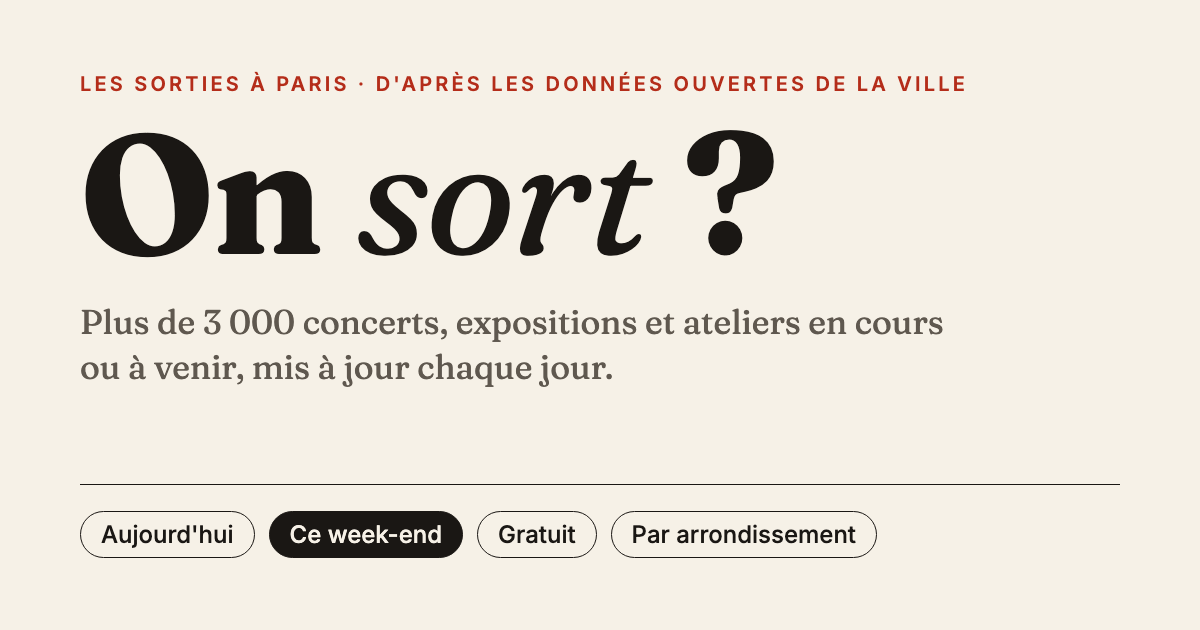 LES SORTIES À PARIS · D'APRÈS LES DONNÉES OUVERTES DE LA VILLE
On sort ?
Plus de 3 000 concerts, expositions et ateliers en cours
ou à venir, mis à jour chaque jour.
Aujourd'hui Ce week-end Gratuit Par arrondissement